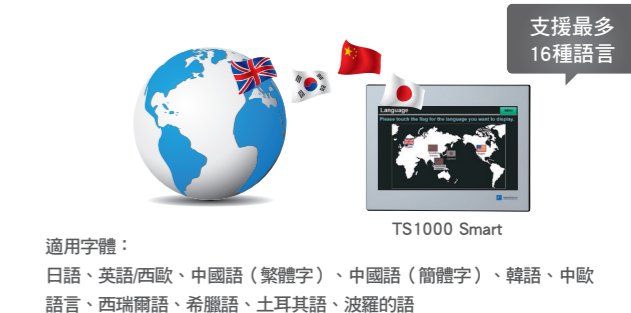 支援最多
16種語言
Language
MENU
Please touch the flag for the language you want to display.
TS1000 Smart
適用字體：
日語、英語/西歐、中國語（繁體字）、中國語（簡體字）、韓語、中歐
語言、西瑞爾語、希臘語、土耳其語、波羅的語